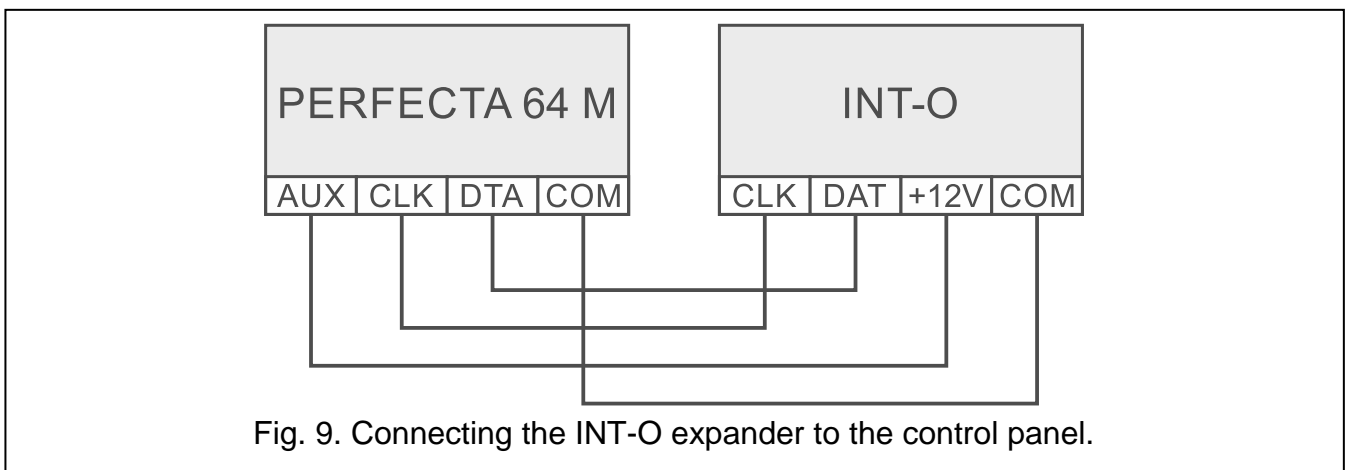 PERFECTA 64 M
INT-O
AUX CLK DTA COM
CLK DAT +12V COM
Fig. 9. Connecting the INT-O expander to the control panel.